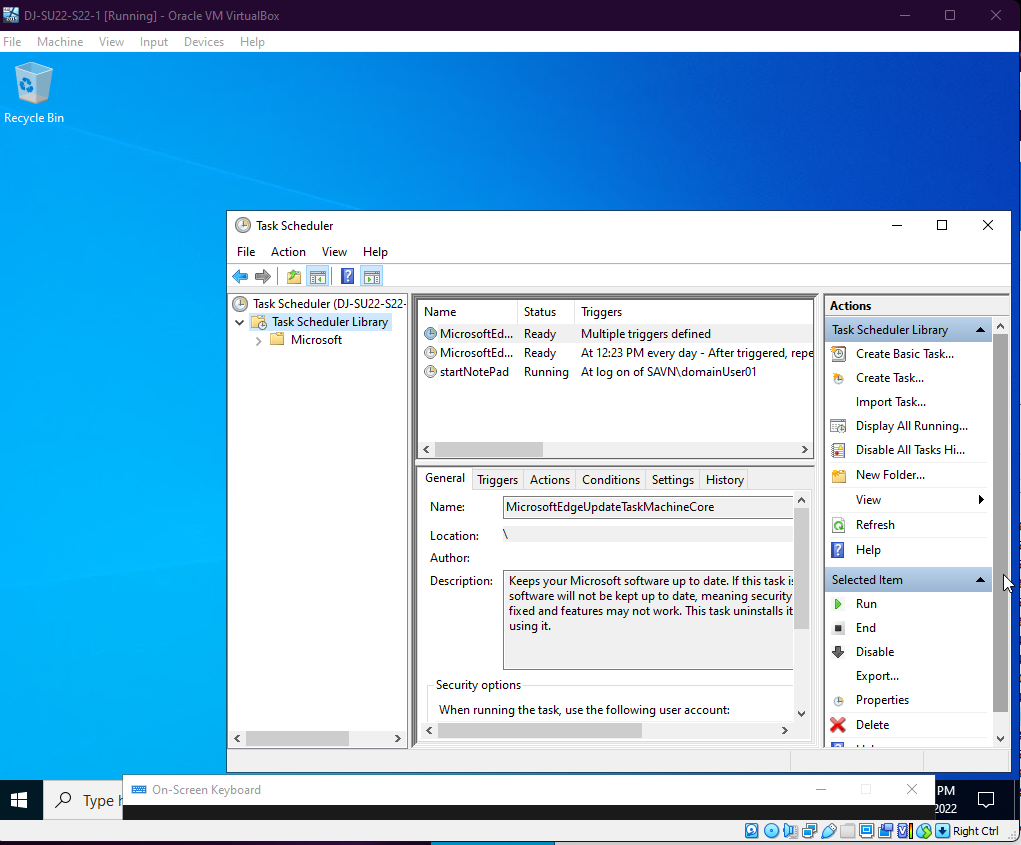 DJ-SU22-S22-1 [Running] - Oracle VM VirtualBox
File Machine View Input Devices Help
Recycle Bin
Task Scheduler
File Action View Help
Task Scheduler (DJ-SU22-S22-
Task Scheduler Library
Microsoft
Name Status Triggers
MicrosoftEd... Ready Multiple triggers defined
MicrosoftEd... Ready At 12:23 PM every day - After triggered, repe
startNotePad Running At log on of SAVN\domainUser01
General Triggers Actions Conditions Settings History
Name: MicrosoftEdgeUpdateTaskMachineCore
Location: \
Author:
Description: Keeps your Microsoft software up to date. If this task is
software will not be kept up to date, meaning security
fixed and features may not work. This task uninstalls it
using it.
Security options
When running the task, use the following user account:
Actions
Task Scheduler Library
Create Basic Task...
Create Task...
Import Task...
Display All Running...
Disable All Tasks Hi...
New Folder...
View
Refresh
Help
Selected Item
Run
End
Disable
Export...
Properties
Delete
Type h
On-Screen Keyboard
PM
2022
Right Ctrl